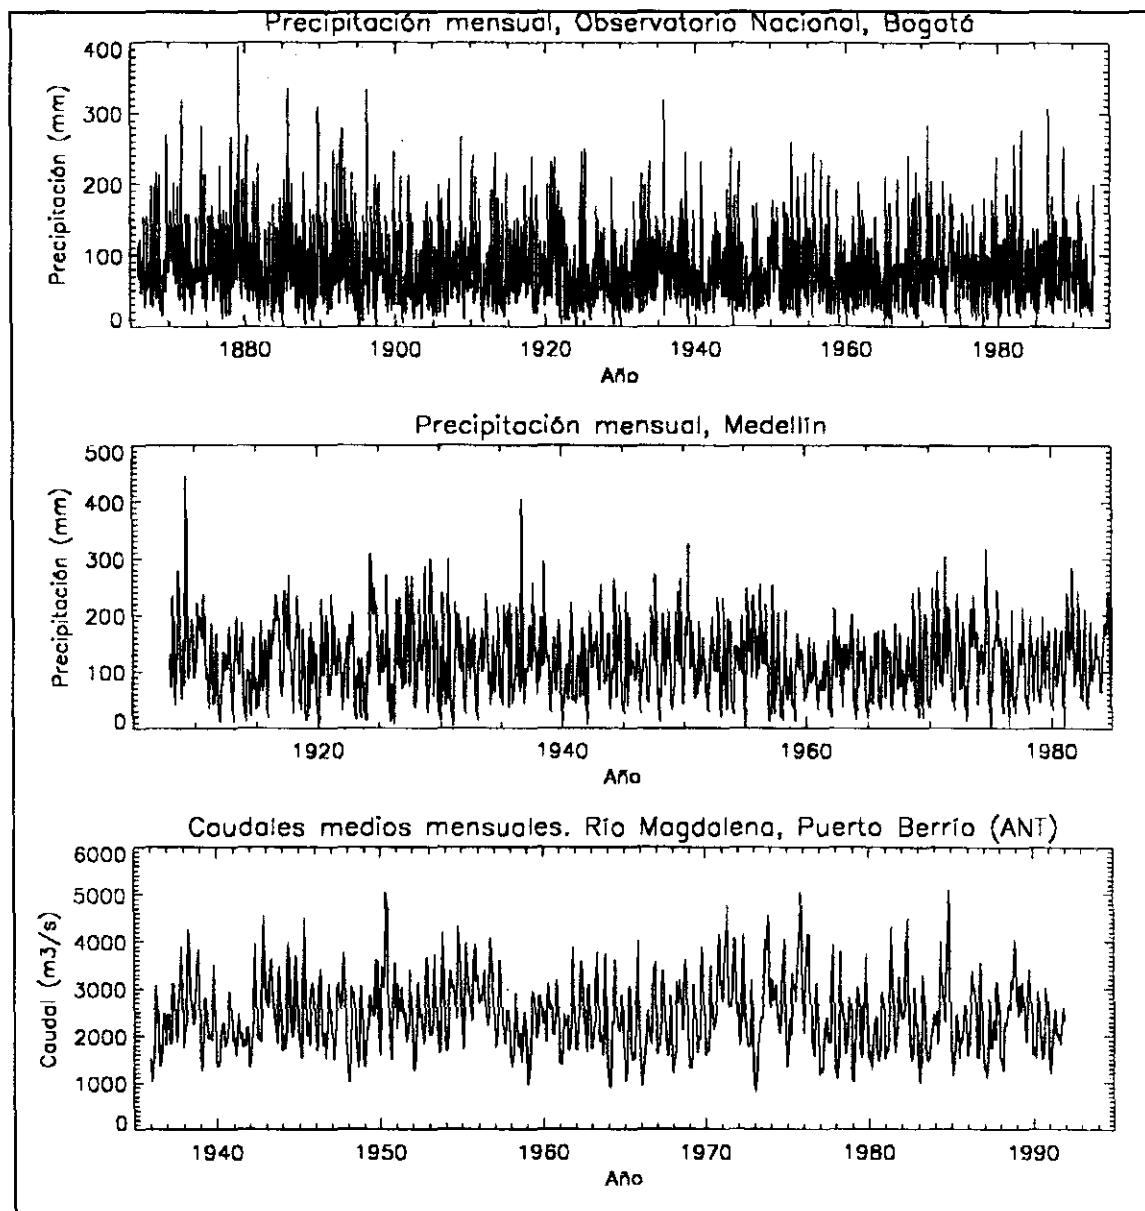 Precipitación mensual, Observatorio Nacional, Bogotá
400
300
200
100
0
Precipitación (mm)
1880 1900 1920 1940 1960 1980
Año
Precipitación mensual, Medellín
500
400
300
200
100
0
Precipitación (mm)
1920 1940 1960 1980
Año
Caudales medios mensuales. Río Magdalena, Puerto Berrío (ANT)
6000
5000
4000
3000
2000
1000
0
Caudal (m3/s)
1940 1950 1960 1970 1980 1990
Año